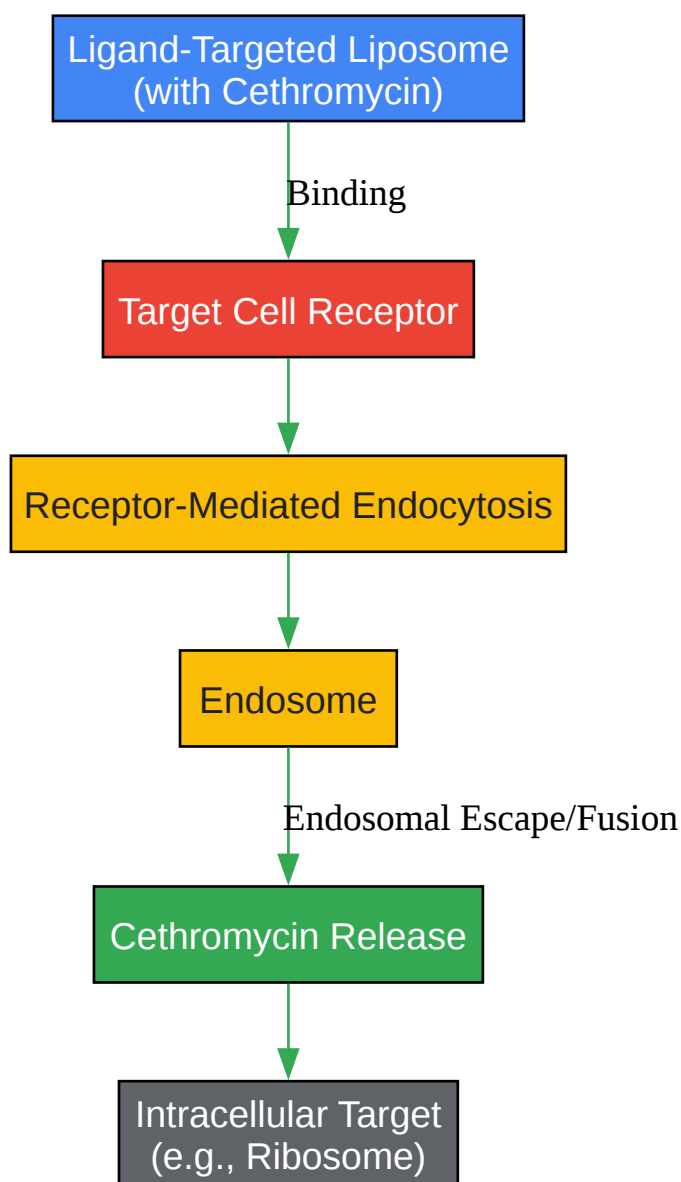 Ligand-Targeted Liposome
(with Cethromycin)
Binding
Target Cell Receptor
Receptor-Mediated Endocytosis
Endosome
Endosomal Escape/Fusion
Cethromycin Release
Intracellular Target
(e.g., Ribosome)